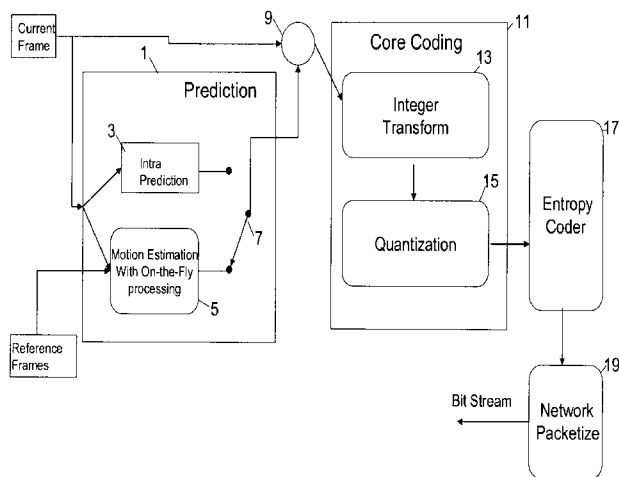 Current
Frame
9
11
Core Coding
1
Prediction
13
Integer
Transform
3
Intra
Prediction
17
15
Quantization
Entropy
Coder
7
Motion Estimation
With On-the-Fly
processing
5
Reference
Frames
19
Bit Stream
Network
Packetize